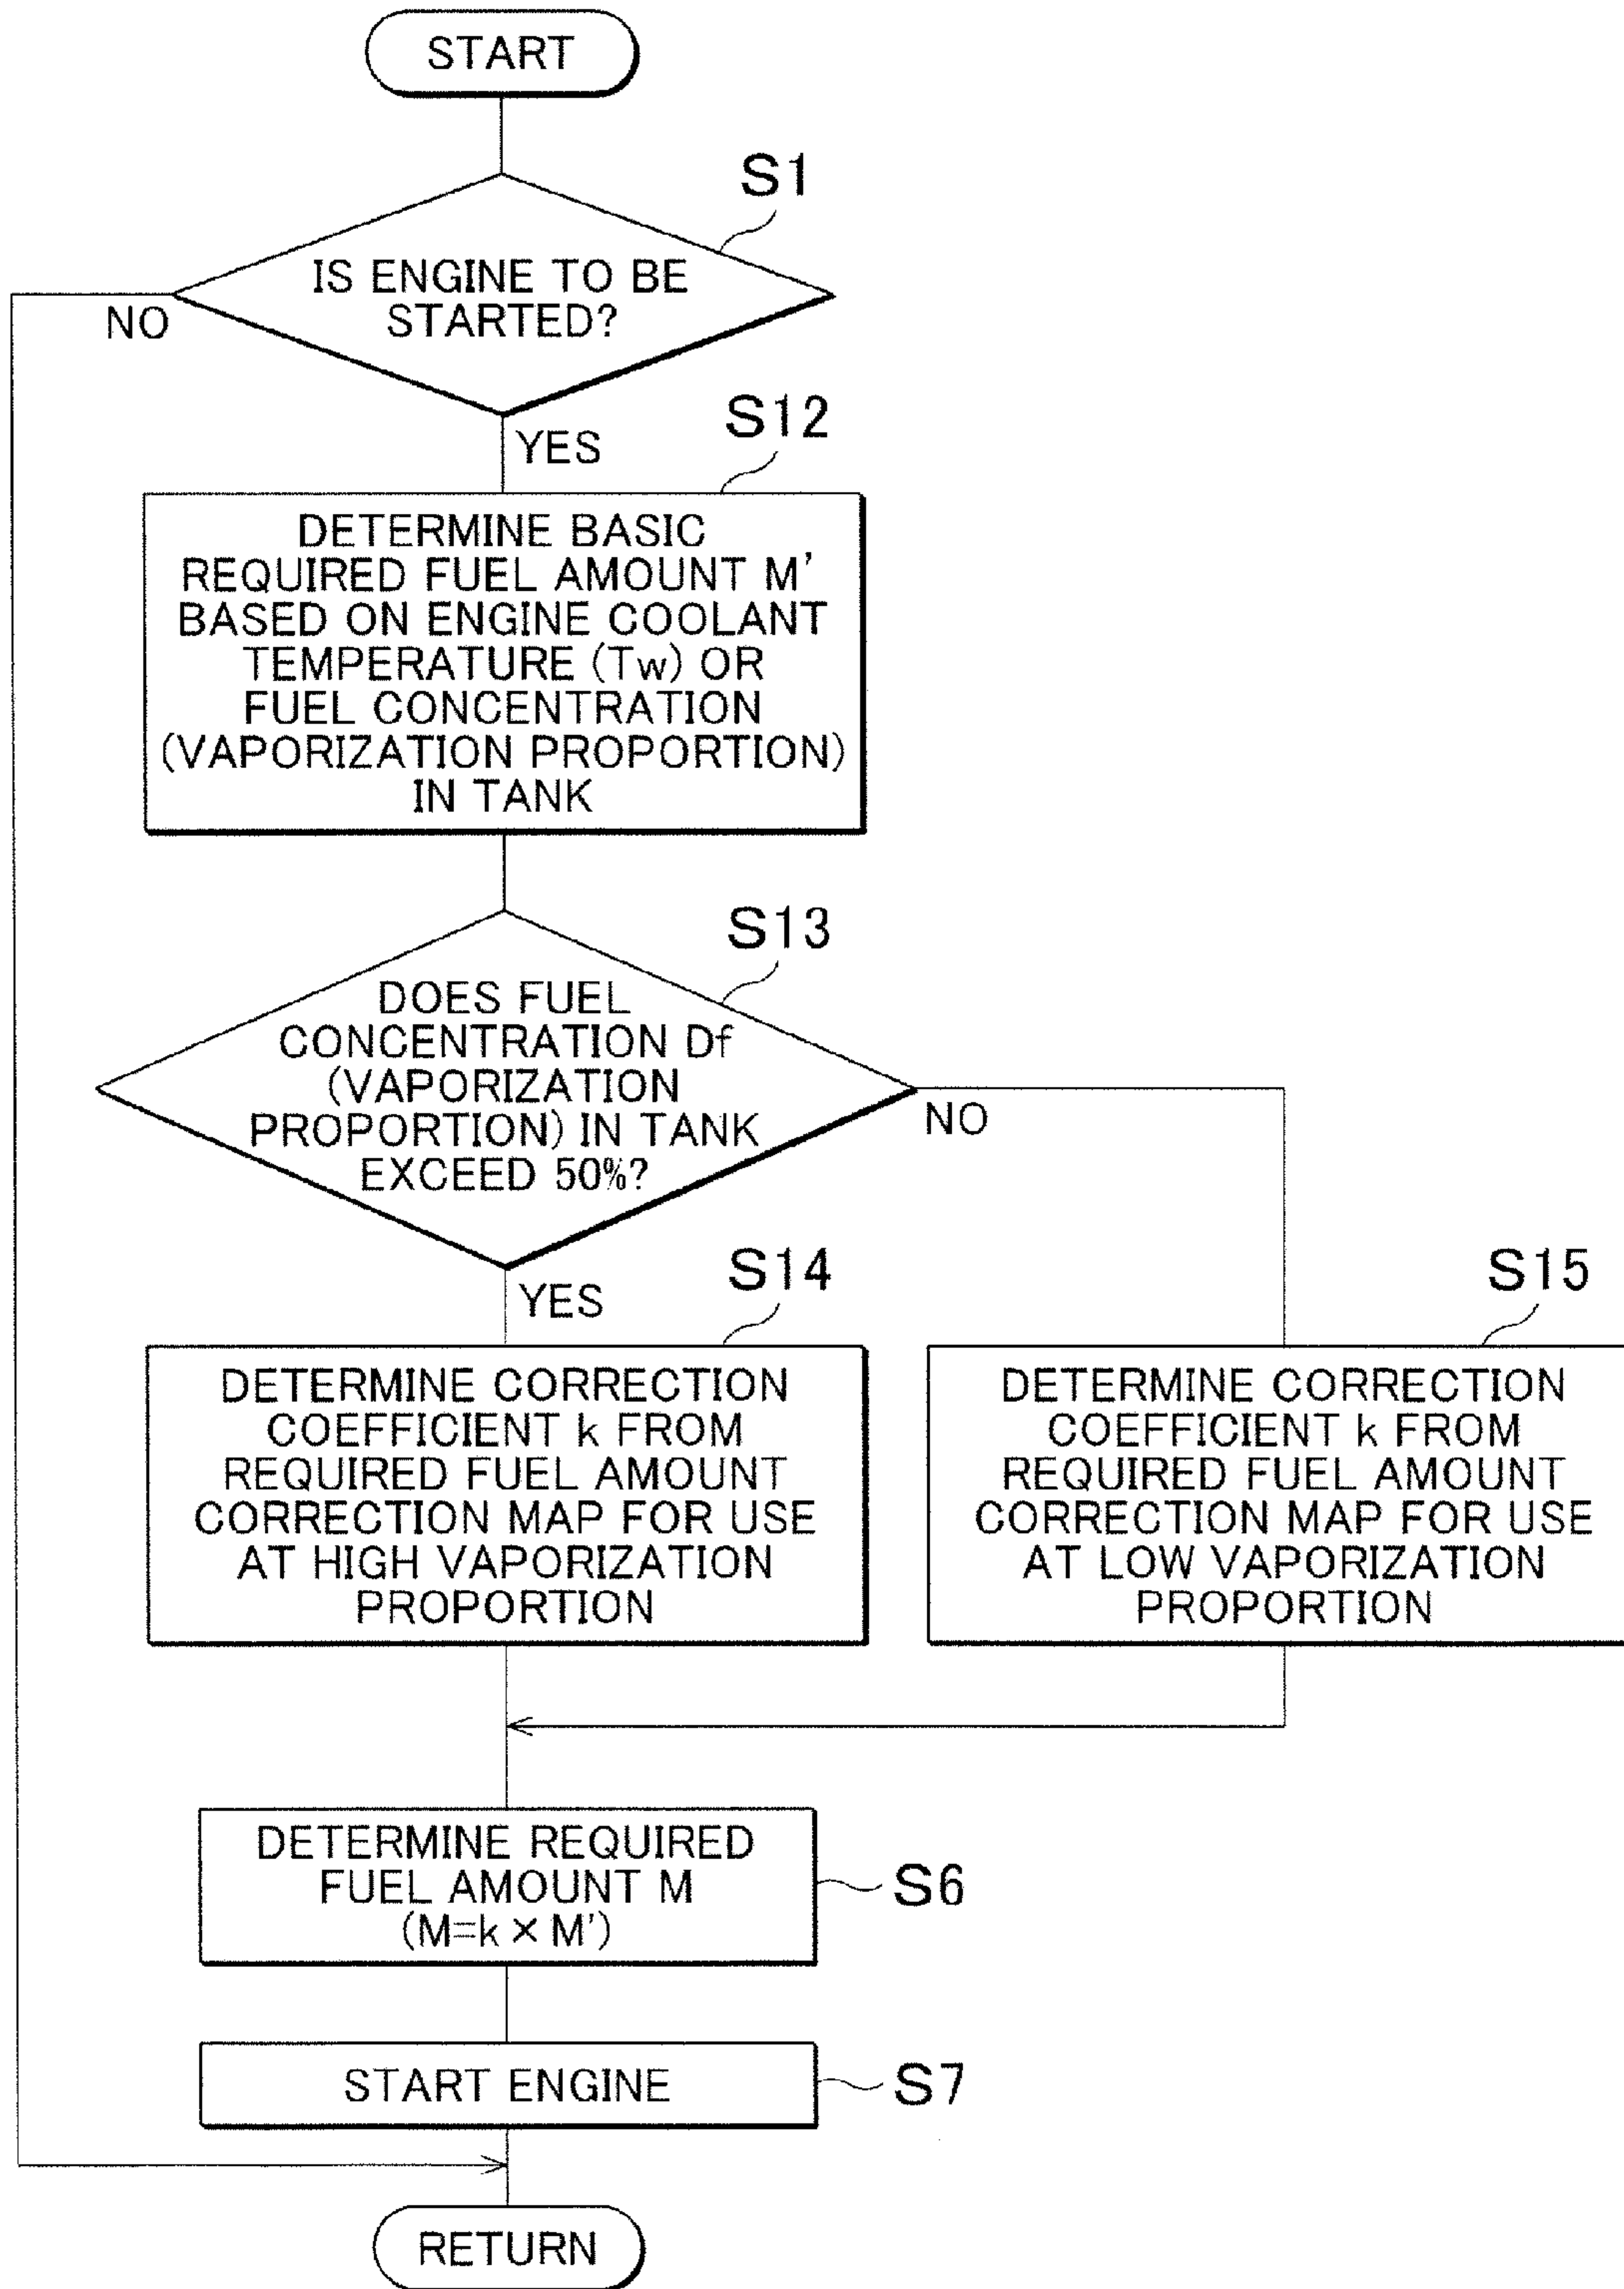 START
S1
IS ENGINE TO BE
STARTED?
NO
YES
S12
DETERMINE BASIC
REQUIRED FUEL AMOUNT M'
BASED ON ENGINE COOLANT
TEMPERATURE (Tw) OR
FUEL CONCENTRATION
(VAPORIZATION PROPORTION)
IN TANK
S13
DOES FUEL
CONCENTRATION Df
(VAPORIZATION
PROPORTION) IN TANK
EXCEED 50%?
NO
YES
S14
DETERMINE CORRECTION
COEFFICIENT k FROM
REQUIRED FUEL AMOUNT
CORRECTION MAP FOR USE
AT HIGH VAPORIZATION
PROPORTION
S15
DETERMINE CORRECTION
COEFFICIENT k FROM
REQUIRED FUEL AMOUNT
CORRECTION MAP FOR USE
AT LOW VAPORIZATION
PROPORTION
DETERMINE REQUIRED
FUEL AMOUNT M
(M=k × M')
S6
START ENGINE
S7
RETURN